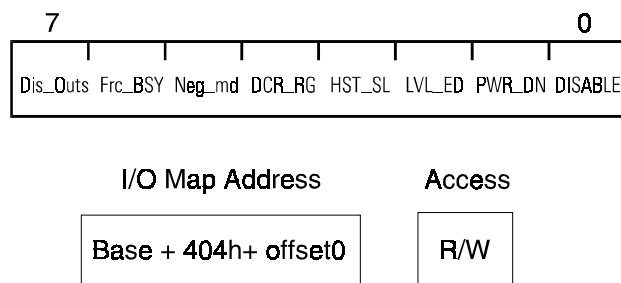 7 0
Dis_Outs Frc_BSY Neg_md DCR_RG HST_SL LVL_ED PWR_DN DISABLE
I/O Map Address Access
Base + 404h+ offset0 R/W